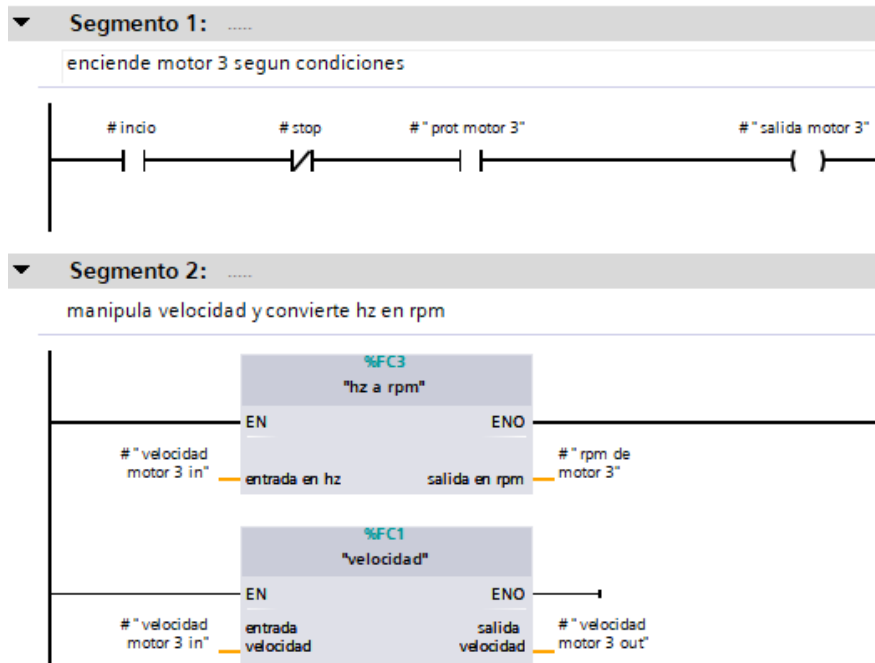 Segmento 1: .....
enciende motor 3 segun condiciones
#incio
#stop
#"prot motor 3"
#"salida motor 3"
Segmento 2: .....
manipula velocidad y convierte hz en rpm
%FC3
"hz a rpm"
EN
ENO
#"velocidad
motor 3 in"
entrada en hz
salida en rpm
#"rpm de
motor 3"
%FC1
"velocidad"
EN
ENO
#"velocidad
motor 3 in"
entrada
velocidad
salida
velocidad
#"velocidad
motor 3 out"